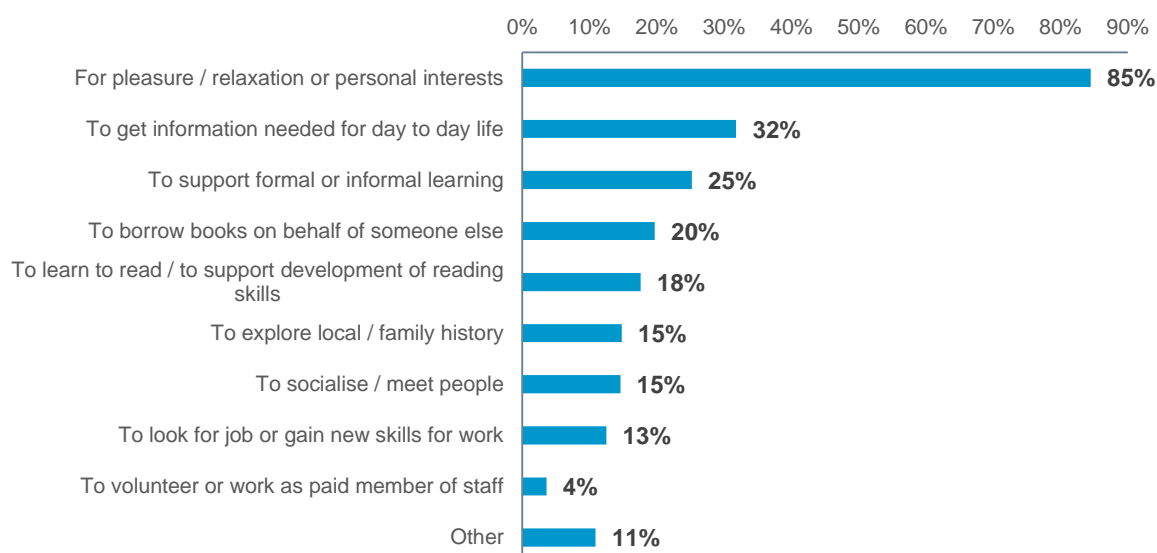 0% 10% 20% 30% 40% 50% 60% 70% 80% 90%
For pleasure / relaxation or personal interests 85%
To get information needed for day to day life 32%
To support formal or informal learning 25%
To borrow books on behalf of someone else 20%
To learn to read / to support development of reading
skills 18%
To explore local / family history 15%
To socialise / meet people 15%
To look for job or gain new skills for work 13%
To volunteer or work as paid member of staff 4%
Other 11%